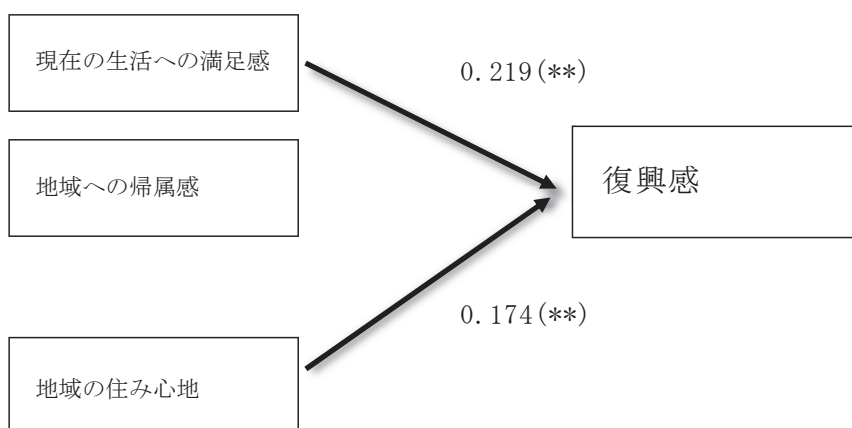 現在の生活への満足感
0.219(**)
地域への帰属感
復興感
0.174(**)
地域の住み心地